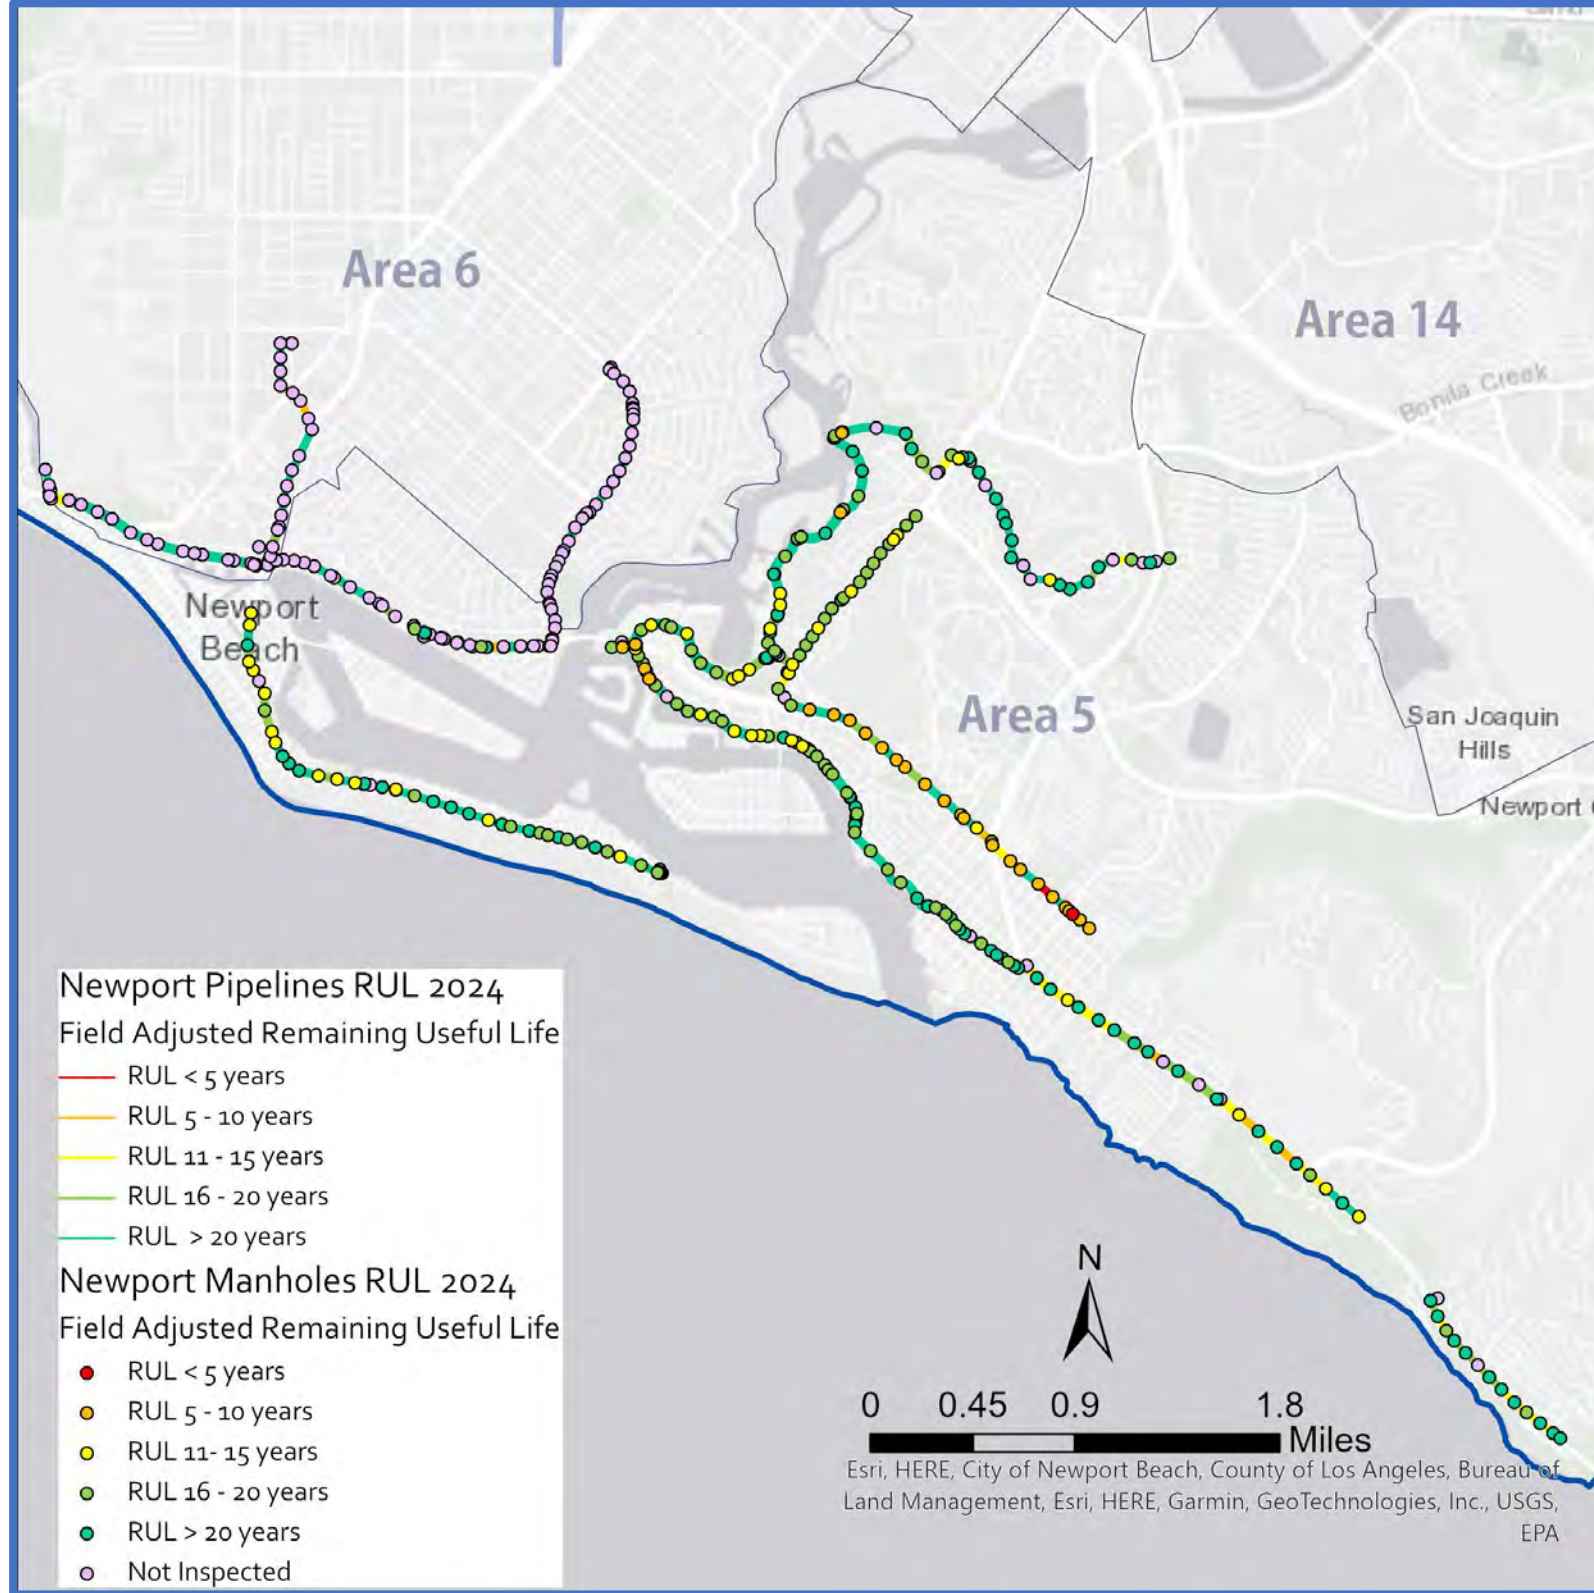 Area 6
Area 14
Bonita Creek
Newport
Beach
Area 5
San Joaquin
Hills
Newport
Newport Pipelines RUL 2024
Field Adjusted Remaining Useful Life
RUL < 5 years
RUL 5 - 10 years
RUL 11 - 15 years
RUL 16 - 20 years
RUL > 20 years
Newport Manholes RUL 2024
Field Adjusted Remaining Useful Life
RUL < 5 years
RUL 5 - 10 years
RUL 11- 15 years
RUL 16 - 20 years
RUL > 20 years
Not Inspected
N
0 0.45 0.9 1.8
Miles
Esri, HERE, City of Newport Beach, County of Los Angeles, Bureau of
Land Management, Esri, HERE, Garmin, GeoTechnologies, Inc., USGS,
EPA